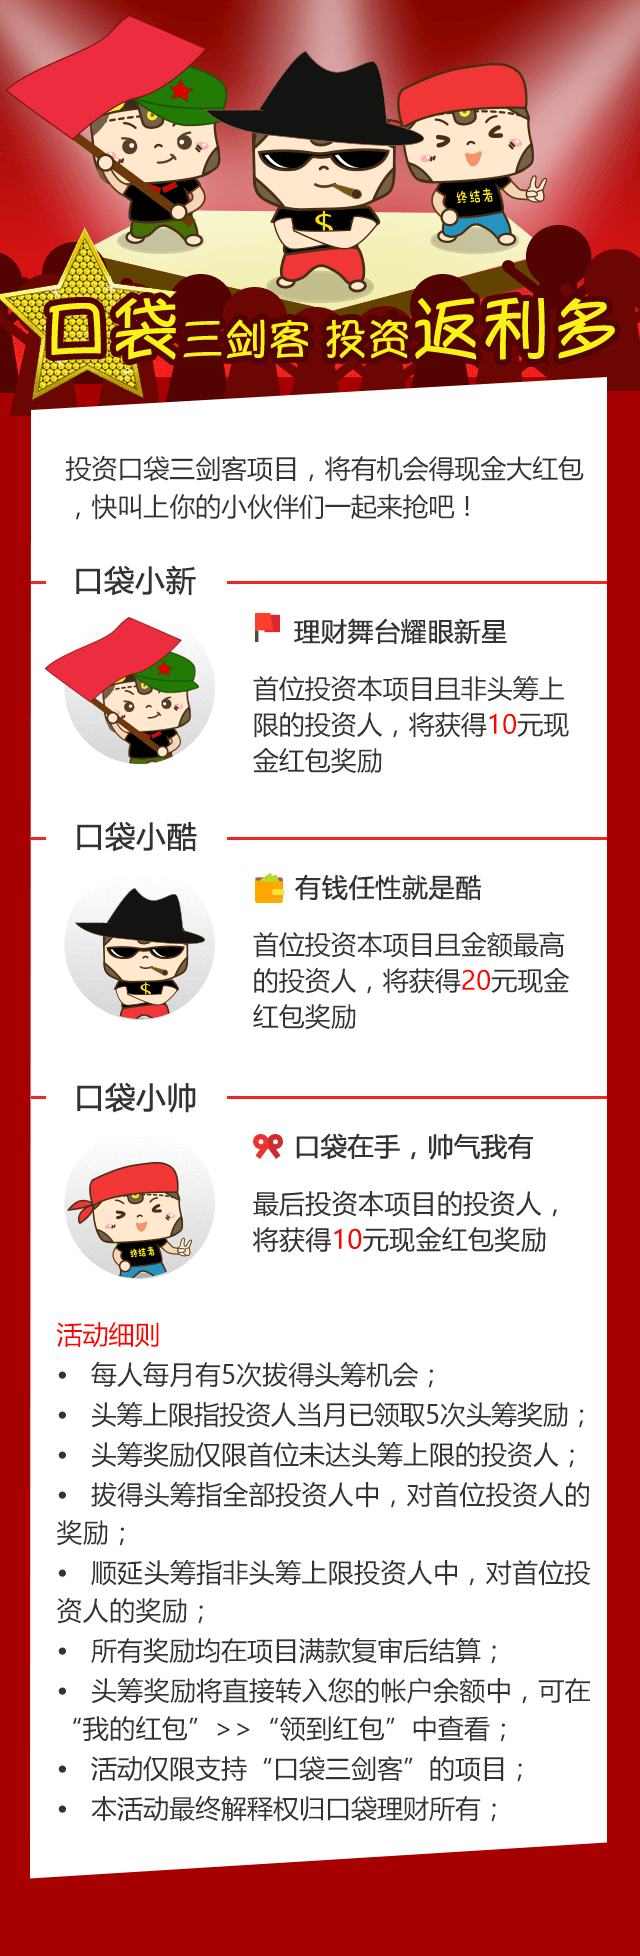 终结者
$
口袋三剑客 投资返利多
投资口袋三剑客项目，将有机会得现金大红包
，快叫上你的小伙伴们一起来抢吧！
口袋小新
理财舞台耀眼新星
首位投资本项目且非头筹上
限的投资人，将获得10元现
金红包奖励
口袋小酷
有钱任性就是酷
首位投资本项目且金额最高
的投资人，将获得20元现金
红包奖励
$
口袋小帅
口袋在手，帅气我有
最后投资本项目的投资人，
将获得10元现金红包奖励
终结者
活动细则
• 每人每月有5次拔得头筹机会；
• 头筹上限指投资人当月已领取5次头筹奖励；
• 头筹奖励仅限首位未达头筹上限的投资人；
• 拔得头筹指全部投资人中，对首位投资人的
奖励；
• 顺延头筹指非头筹上限投资人中，对首位投
资人的奖励；
• 所有奖励均在项目满款复审后结算；
• 头筹奖励将直接转入您的帐户余额中，可在
“我的红包”>>“领到红包”中查看；
• 活动仅限支持“口袋三剑客”的项目；
• 本活动最终解释权归口袋理财所有；